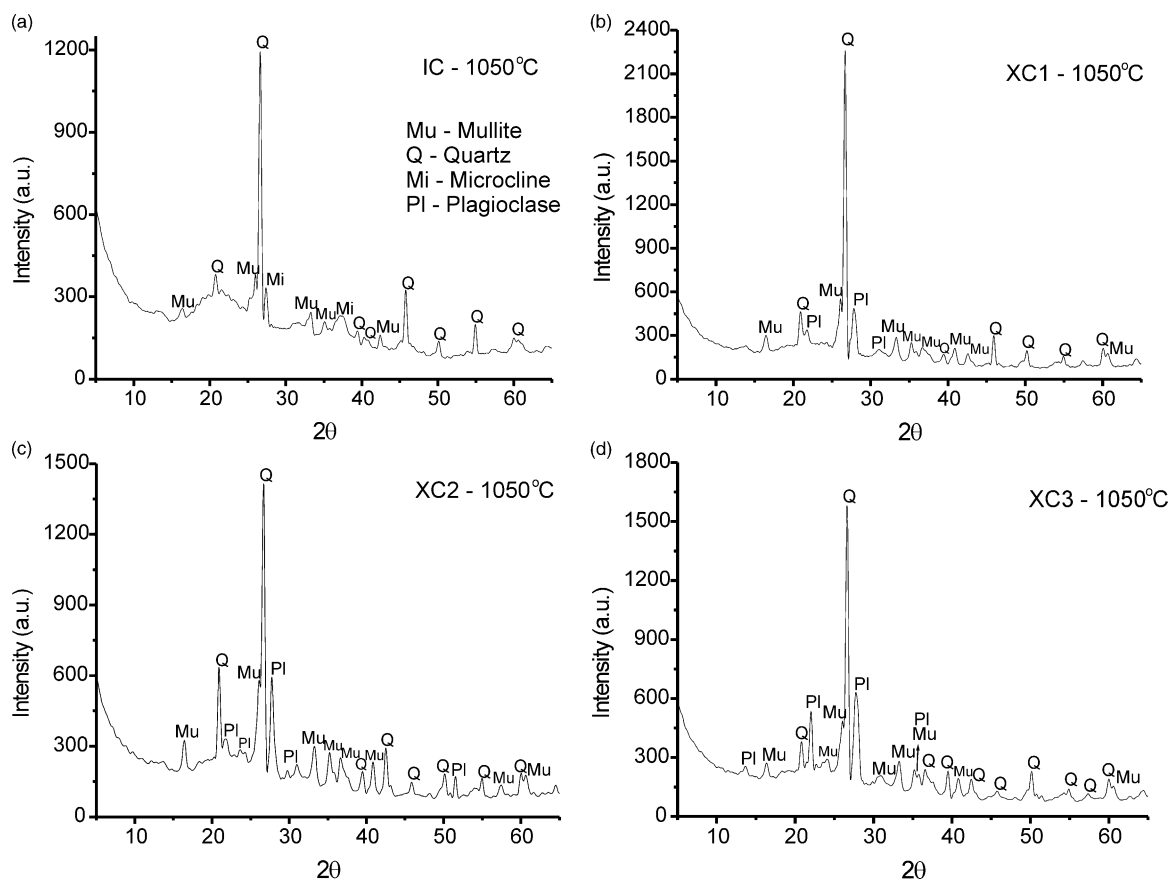 (a)
IC - 1050°C
Mu - Mullite
Q - Quartz
Mi - Microcline
Pl - Plagioclase
Intensity (a.u.)
1200
900
600
300
0
Mu
Q
Mu
Q
Mi
Mu
Mu
Mi
Q
Q
Mu
Q
Q
Q
Q
10 20 30 40 50 60
2θ
(b)
XC1 - 1050°C
Intensity (a.u.)
2400
2100
1800
1500
1200
900
600
300
0
Mu
Q
Pl
Mu
Q
Pl
Pl
Mu
Mu
Mu
Q
Mu
Mu
Q
Q
Q
Q
Mu
10 20 30 40 50 60
2θ
(c)
XC2 - 1050°C
Intensity (a.u.)
1500
1200
900
600
300
0
Mu
Q
Pl
Pl
Mu
Q
Pl
Pl
Mu
Mu
Mu
Q
Mu
Q
Q
Q
Pl
Q
Mu
Q
Mu
10 20 30 40 50 60
2θ
(d)
XC3 - 1050°C
Intensity (a.u.)
1800
1500
1200
900
600
300
0
Pl
Mu
Q
Pl
Mu
Mu
Q
Pl
Mu
Mu
Pl
Mu
Q
Q
Mu
Q
Q
Q
Q
Q
Q
Mu
10 20 30 40 50 60
2θ